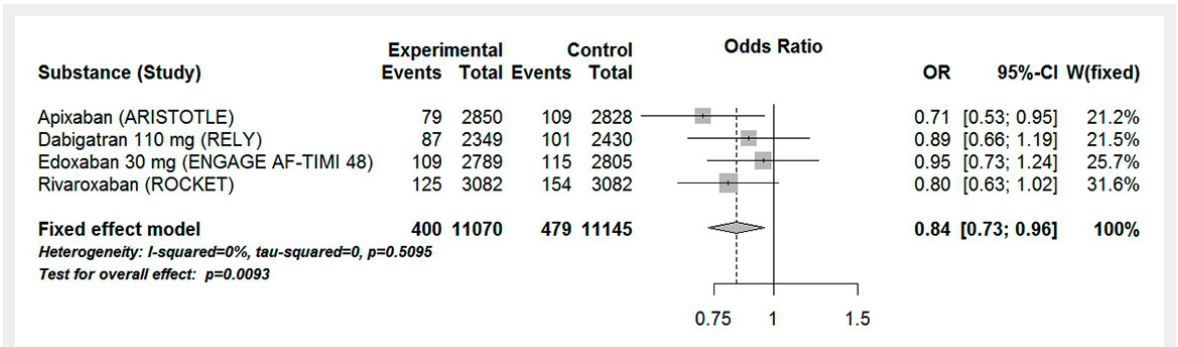 Experimental Control Odds Ratio
Substance (Study) Events Total Events Total OR 95%-CI W(fixed)
Apixaban (ARISTOTLE) 79 2850 109 2828 0.71 [0.53; 0.95] 21.2%
Dabigatran 110 mg (RELY) 87 2349 101 2430 0.89 [0.66; 1.19] 21.5%
Edoxaban 30 mg (ENGAGE AF-TIMI 48) 109 2789 115 2805 0.95 [0.73; 1.24] 25.7%
Rivaroxaban (ROCKET) 125 3082 154 3082 0.80 [0.63; 1.02] 31.6%
Fixed effect model 400 11070 479 11145 0.84 [0.73; 0.96] 100%
Heterogeneity: I-squared=0%, tau-squared=0, p=0.5095
Test for overall effect: p=0.0093
0.75 1 1.5